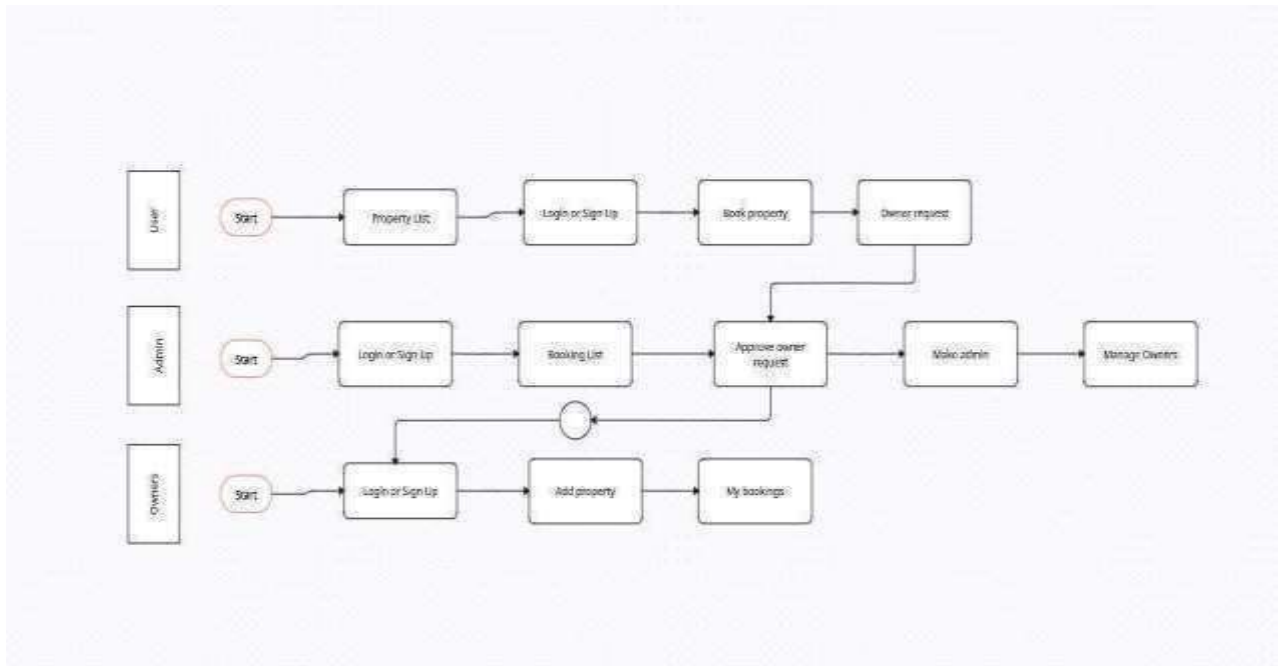 User
Start
Property List
Login or Sign Up
Book property
Owner request
Admin
Start
Login or Sign Up
Booking List
Approve owner
request
Make admin
Manage Owners
Owners
Start
Login or Sign Up
Add property
My bookings